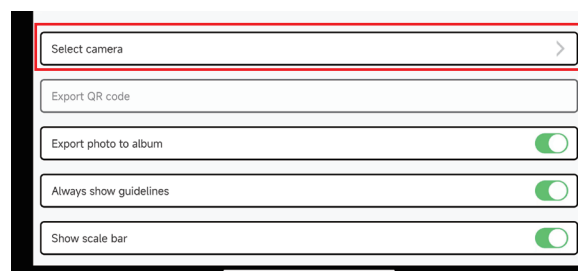 Select camera
Export QR code
Export photo to album
Always show guidelines
Show scale bar